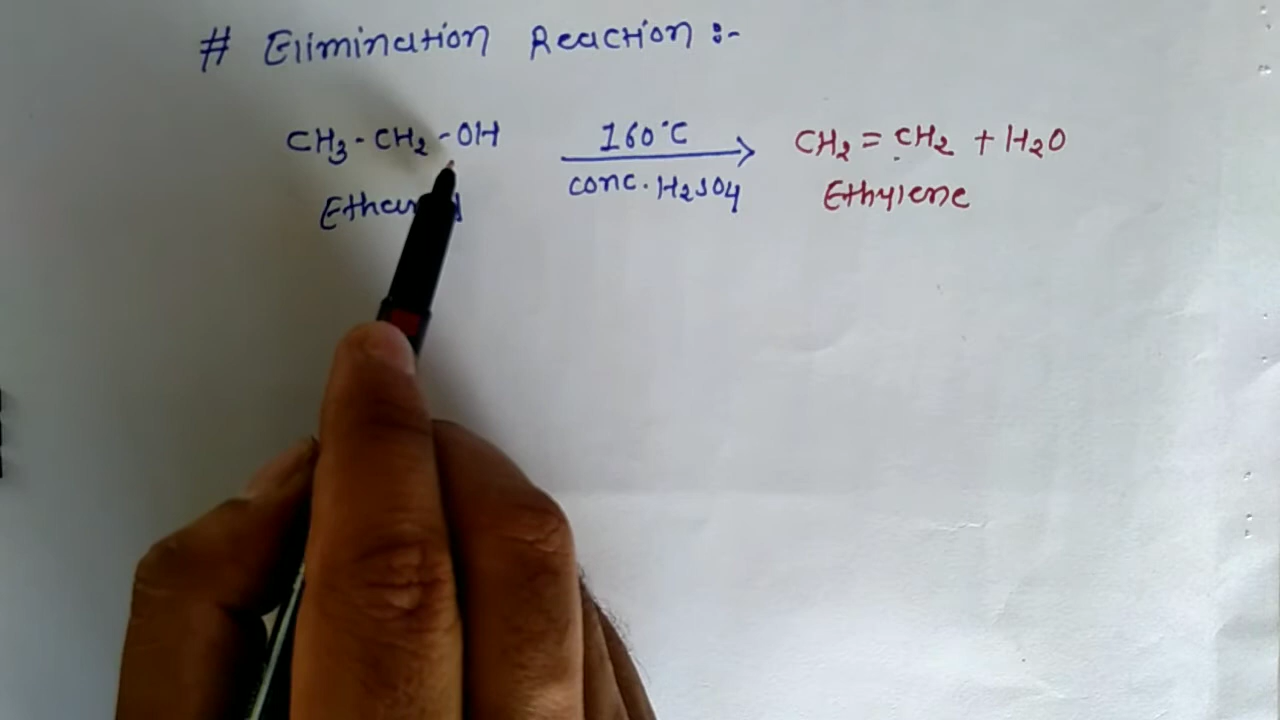 # Elimination Reaction :-
CH₃ - CH₂ - OH 160°C CH₂ = CH₂ + H₂O
conc. H₂SO₄
Ethylene